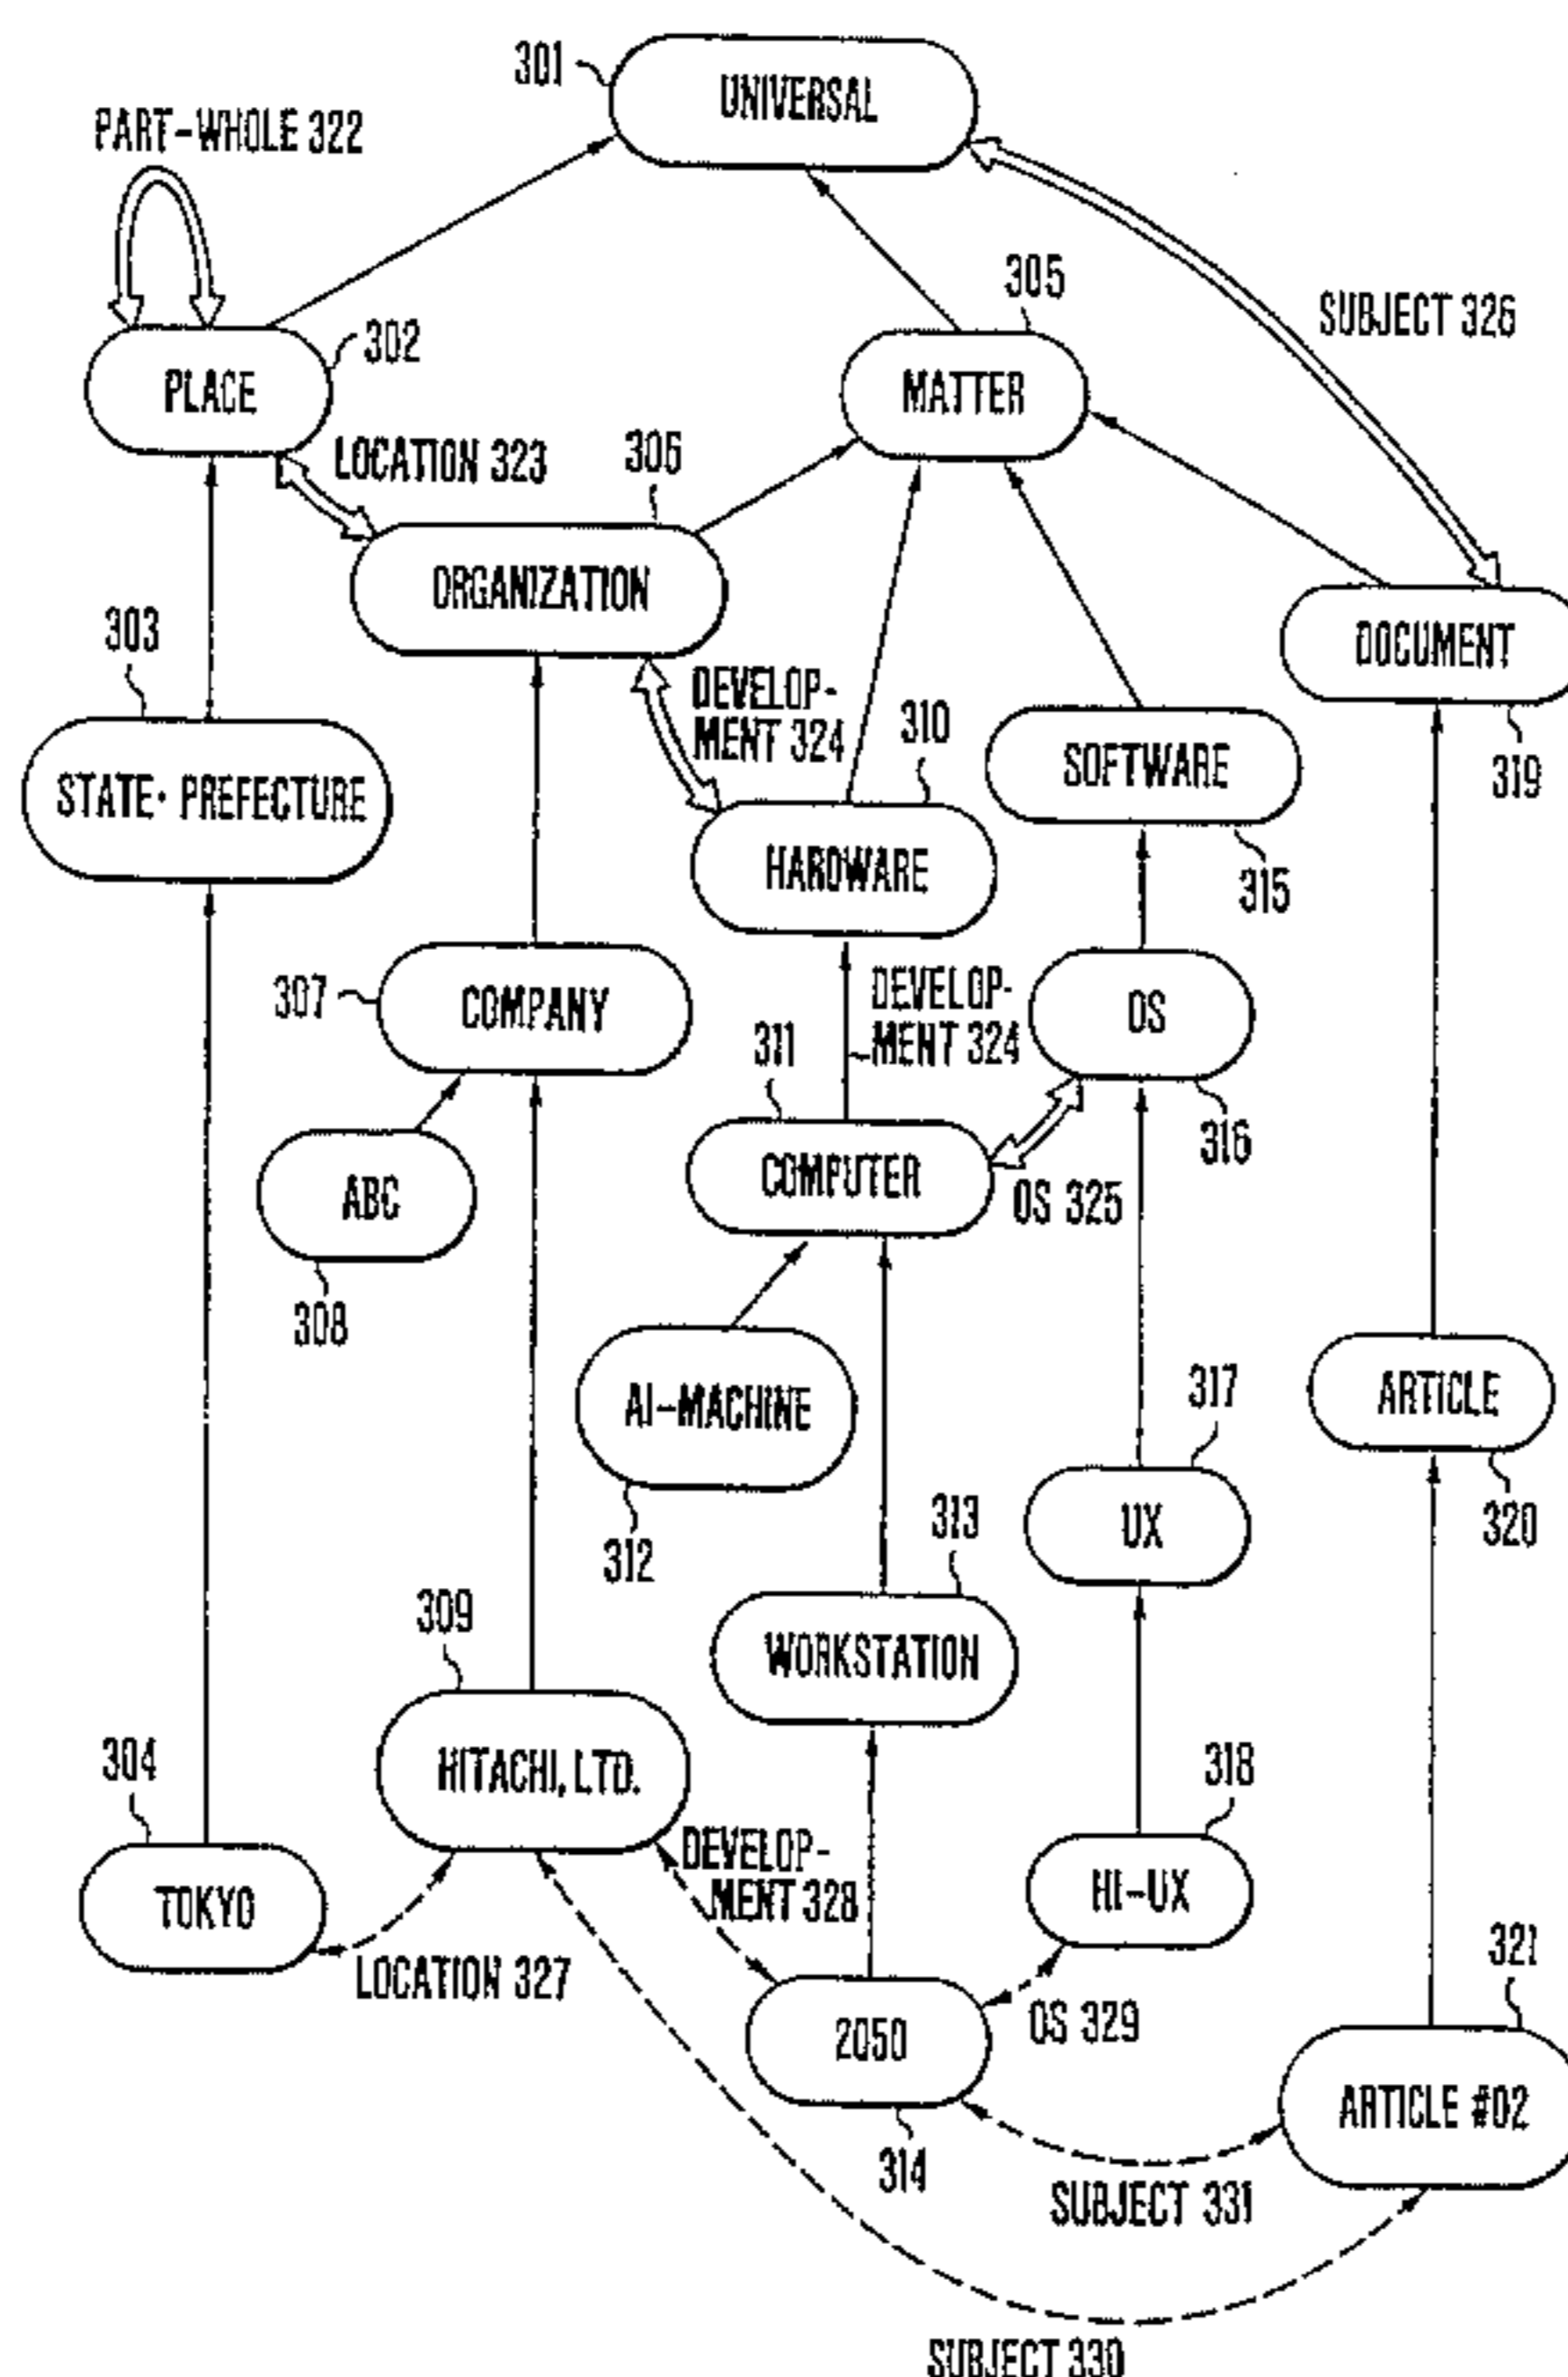 301
UNIVERSAL
PART-WHOLE 322
305
SUBJECT 326
302
PLACE
MATTER
LOCATION 323
306
ORGANIZATION
303
DOCUMENT
DEVELOP-
MENT 324
310
319
STATE· PREFECTURE
SOFTWARE
HARDWARE
315
307
COMPANY
DEVELOP-
MENT 324
OS
311
316
ABC
COMPUTER
OS 325
308
AI-MACHINE
317
ARTICLE
312
313
UX
320
309
WORKSTATION
304
HITACHI, LTD.
318
TOKYO
DEVELOP-
MENT 328
HI-UX
LOCATION 327
321
2050
OS 329
ARTICLE #02
314
SUBJECT 331
SUBJECT 330